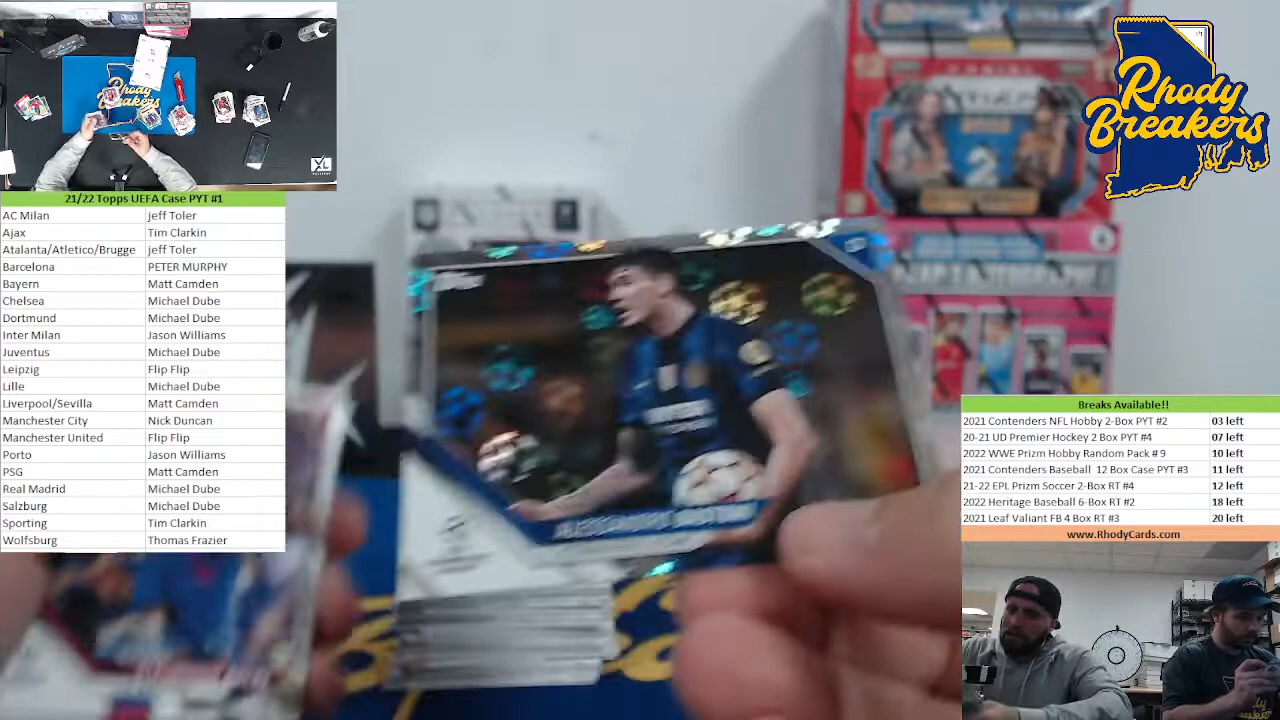 21/22 Topps UEFA Case PYT #1
AC Milan jeff Toler
Ajax Tim Clarkin
Atalanta/Atletico/Brugge jeff Toler
Barcelona PETER MURPHY
Bayern Matt Camden
Chelsea Michael Dube
Dortmund Michael Dube
Inter Milan Jason Williams
Juventus Michael Dube
Leipzig Flip Flip
Lille Michael Dube
Liverpool/Sevilla Matt Camden
Manchester City Nick Duncan
Manchester United Flip Flip
Porto Jason Williams
PSG Matt Camden
Real Madrid Michael Dube
Salzburg Michael Dube
Sporting Tim Clarkin
Wolfsburg Thomas Frazier
Rhody
Breakers
Rhody
Breakers
XL
2
Breaks Available!!
2021 Contenders NFL Hobby 2-Box PYT #2 03 left
20-21 UD Premier Hockey 2 Box PYT #4 07 left
2022 WWE Prizm Hobby Random Pack # 9 10 left
2021 Contenders Baseball 12 Box Case PYT #3 11 left
21-22 EPL Prizm Soccer 2-Box RT #4 12 left
2022 Heritage Baseball 6-Box RT #2 18 left
2021 Leaf Valiant FB 4 Box RT #3 20 left
www.RhodyCards.com